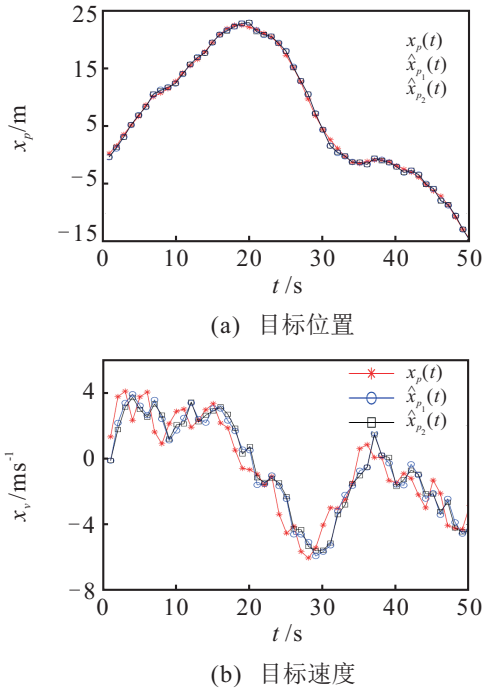 25
15
5
−5
−15
x_p/m
x_p(t)
x̂_{p_1}(t)
x̂_{p_2}(t)
0 10 20 30 40 50
t/s
(a) 目标位置
4
0
−4
−8
x_v/ms^{-1}
x_p(t)
x̂_{p_1}(t)
x̂_{p_2}(t)
0 10 20 30 40 50
t/s
(b) 目标速度